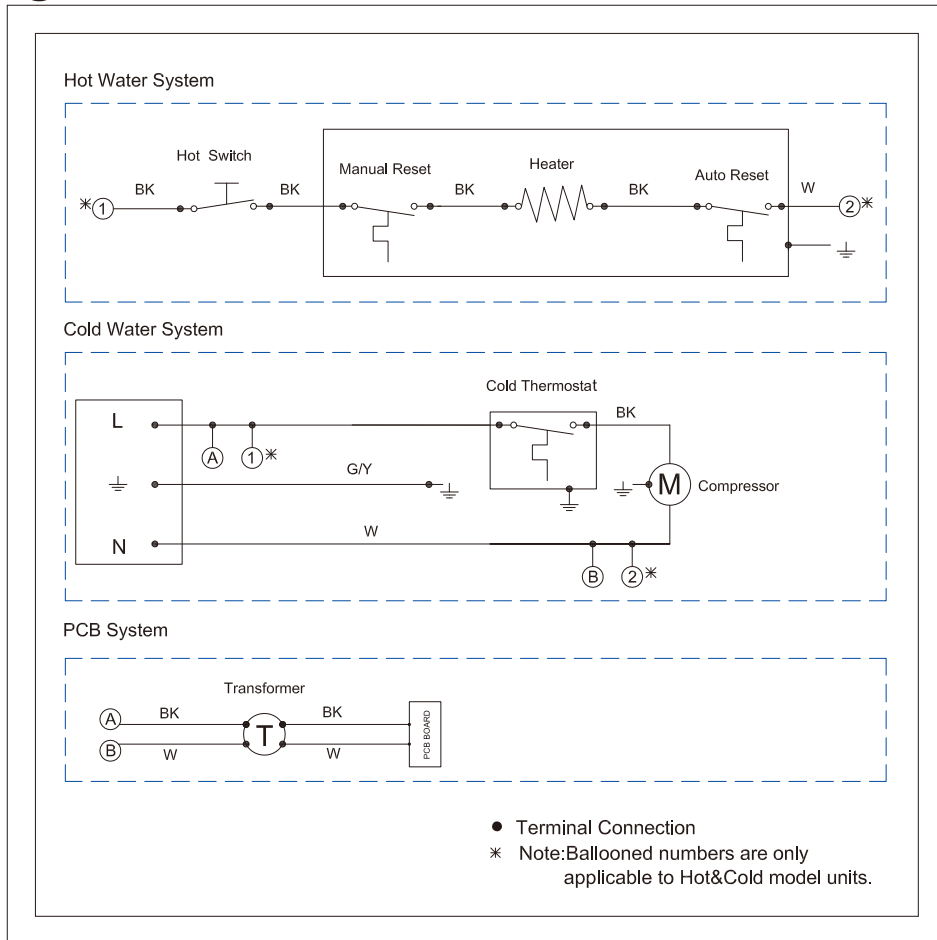 Hot Water System
Hot Switch
Manual Reset
Heater
Auto Reset
*① BK BK BK BK W ②*
Cold Water System
Cold Thermostat
L BK
A ①*
G/Y
M Compressor
N W
B ②*
PCB System
Transformer
A BK BK
T
B W W
PCB BOARD
Terminal Connection
* Note:Ballooned numbers are only
applicable to Hot&Cold model units.